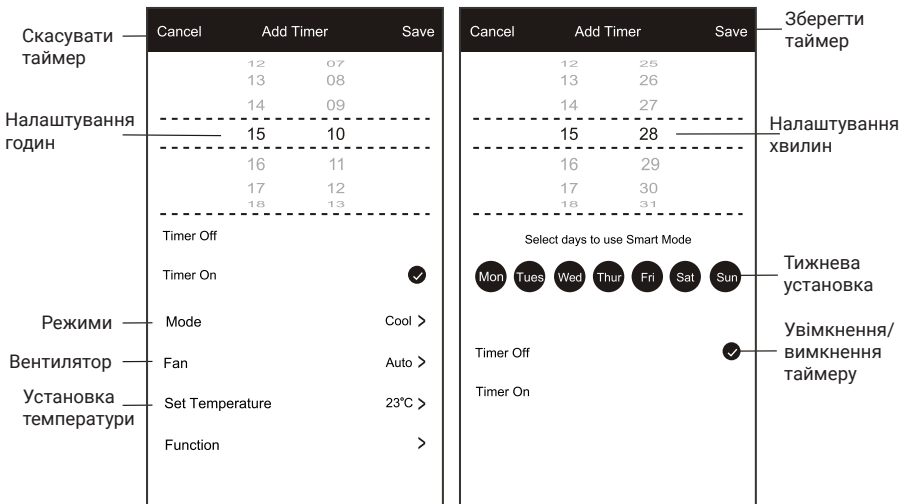 Скасувати
таймер
Налаштування
годин
Режими
Вентилятор
Установка
температури
Cancel Add Timer Save
12 07
13 08
14 09
15 10
16 11
17 12
18 13
Timer Off
Timer On
Mode Cool >
Fan Auto >
Set Temperature 23°C >
Function >
Cancel Add Timer Save
12 25
13 26
14 27
15 28
16 29
17 30
18 31
Select days to use Smart Mode
Mon Tues Wed Thur Fri Sat Sun
Timer Off
Timer On
Зберегти
таймер
Налаштування
хвилин
Тижнева
установка
Увімкнення/
вимкнення
таймеру